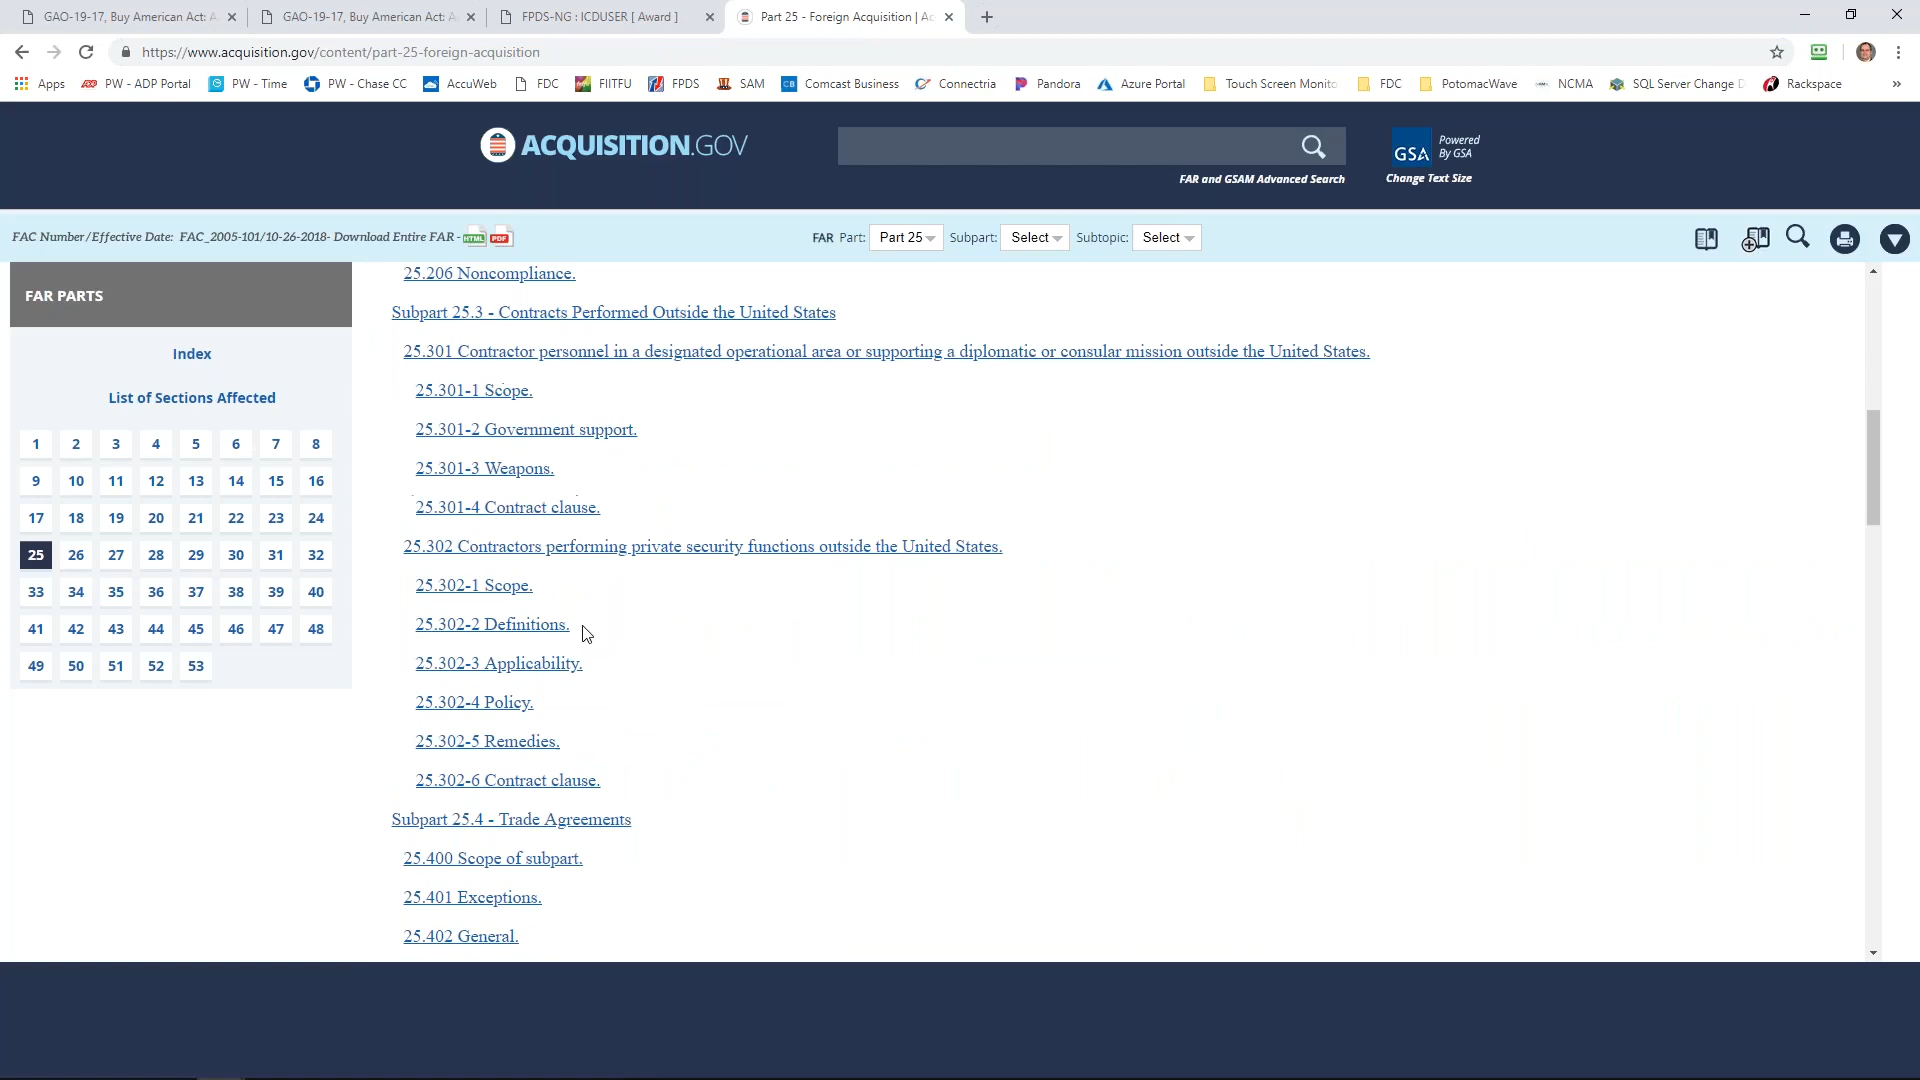 GAO-19-17, Buy American Act: A
GAO-19-17, Buy American Act: A
FPDS-NG : ICDUSER [ Award ]
Part 25 - Foreign Acquisition | Ac
https://www.acquisition.gov/content/part-25-foreign-acquisition
Apps
PW - ADP Portal
PW - Time
PW - Chase CC
AccuWeb
FDC
FIITFU
FPDS
SAM
Comcast Business
Connectria
Pandora
Azure Portal
Touch Screen Monito
FDC
PotomacWave
NCMA
SQL Server Change D
Rackspace
ACQUISITION.GOV
FAR and GSAM Advanced Search
GSA
Powered
By GSA
Change Text Size
FAC Number/Effective Date: FAC_2005-101/10-26-2018- Download Entire FAR - HTML PDF
FAR Part: Part 25 Subpart: Select Subtopic: Select
FAR PARTS
Index
List of Sections Affected
1 2 3 4 5 6 7 8
9 10 11 12 13 14 15 16
17 18 19 20 21 22 23 24
25 26 27 28 29 30 31 32
33 34 35 36 37 38 39 40
41 42 43 44 45 46 47 48
49 50 51 52 53
25.206 Noncompliance.
Subpart 25.3 - Contracts Performed Outside the United States
25.301 Contractor personnel in a designated operational area or supporting a diplomatic or consular mission outside the United States.
25.301-1 Scope.
25.301-2 Government support.
25.301-3 Weapons.
25.301-4 Contract clause.
25.302 Contractors performing private security functions outside the United States.
25.302-1 Scope.
25.302-2 Definitions.
25.302-3 Applicability.
25.302-4 Policy.
25.302-5 Remedies.
25.302-6 Contract clause.
Subpart 25.4 - Trade Agreements
25.400 Scope of subpart.
25.401 Exceptions.
25.402 General.